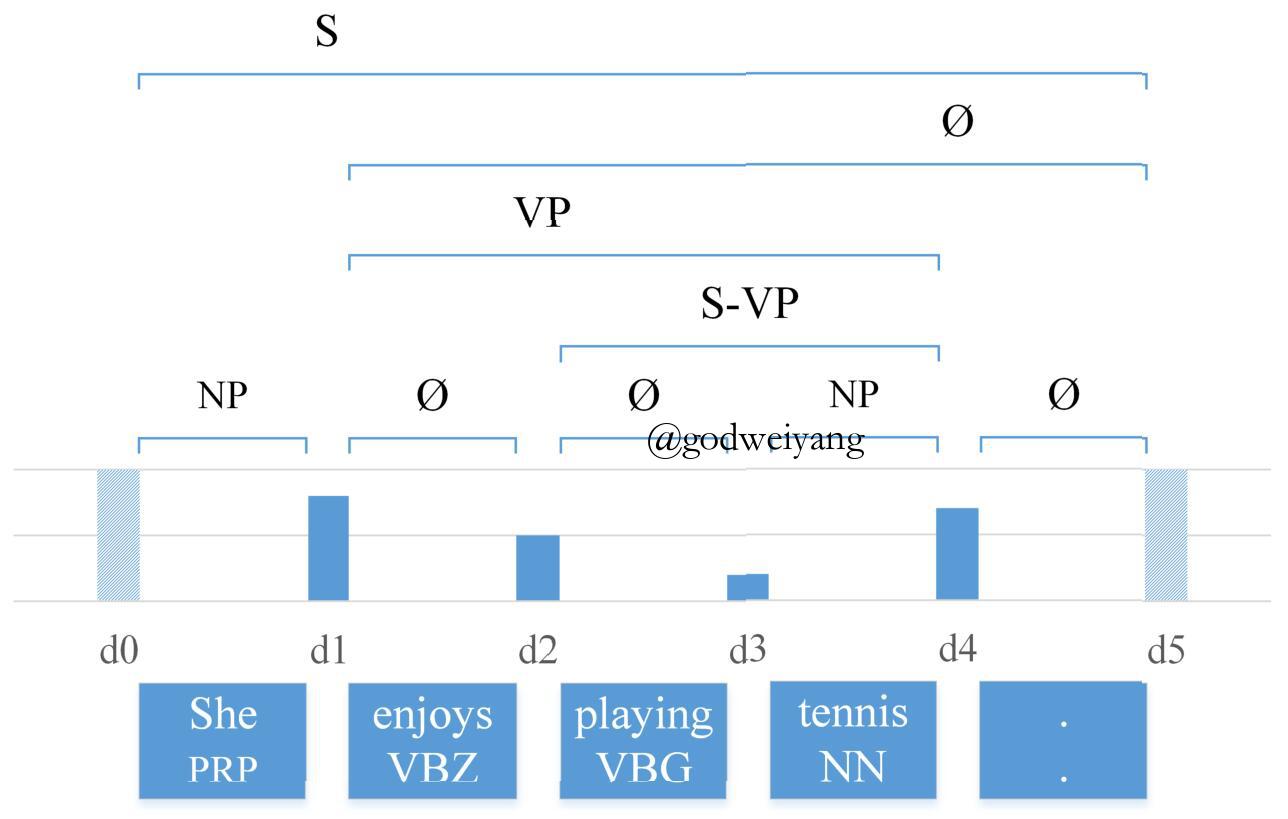 S
Ø
VP
S-VP
NP Ø Ø NP Ø
@godweiyang
d0 d1 d2 d3 d4 d5
She enjoys playing tennis .
PRP VBZ VBG NN .